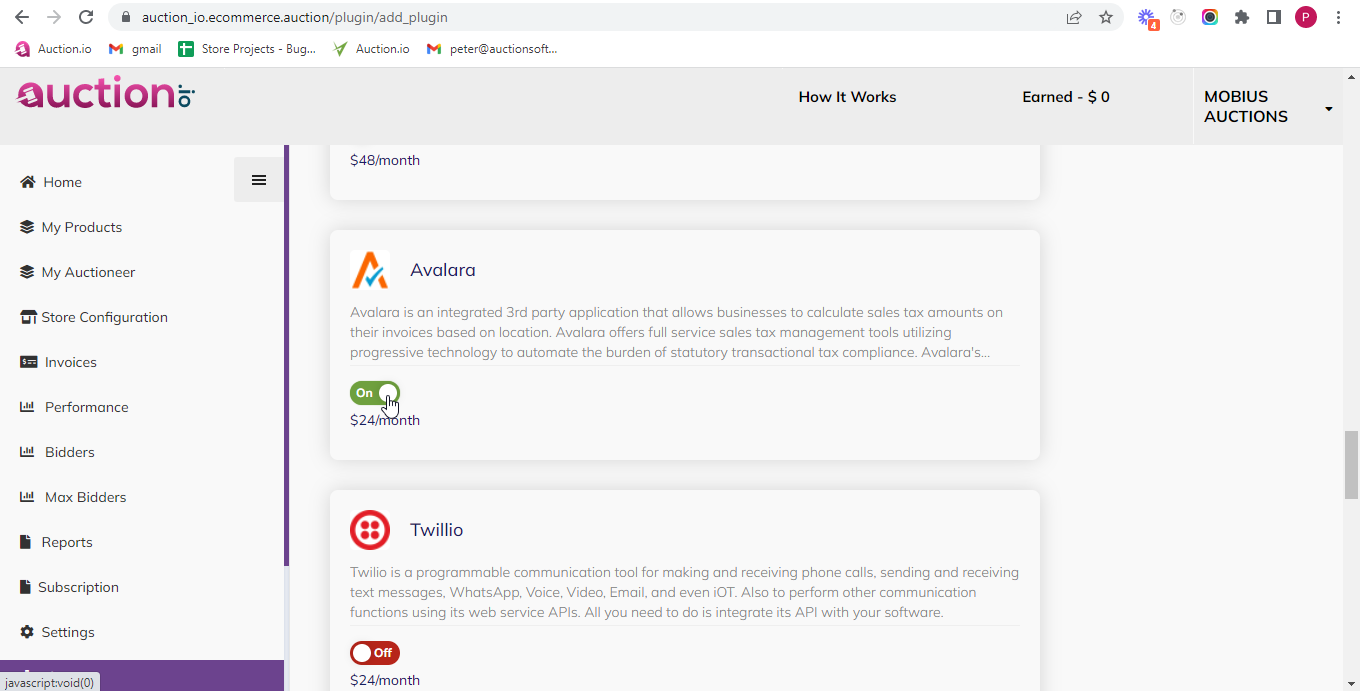 auction_io.ecommerce.auction/plugin/add_plugin
4
P
Auction.io
gmail
Store Projects - Bug...
Auction.io
peter@auctionsoft...
auction io
How It Works
Earned - $ 0
MOBIUS
AUCTIONS
Home
My Products
My Auctioneer
Store Configuration
Invoices
Performance
Bidders
Max Bidders
Reports
Subscription
Settings
javascript:void(0)
$48/month
Avalara
Avalara is an integrated 3rd party application that allows businesses to calculate sales tax amounts on
their invoices based on location. Avalara offers full service sales tax management tools utilizing
progressive technology to automate the burden of statutory transactional tax compliance. Avalara's...
On
$24/month
Twillio
Twilio is a programmable communication tool for making and receiving phone calls, sending and receiving
text messages, WhatsApp, Voice, Video, Email, and even iOT. Also to perform other communication
functions using its web service APIs. All you need to do is integrate its API with your software.
Off
$24/month